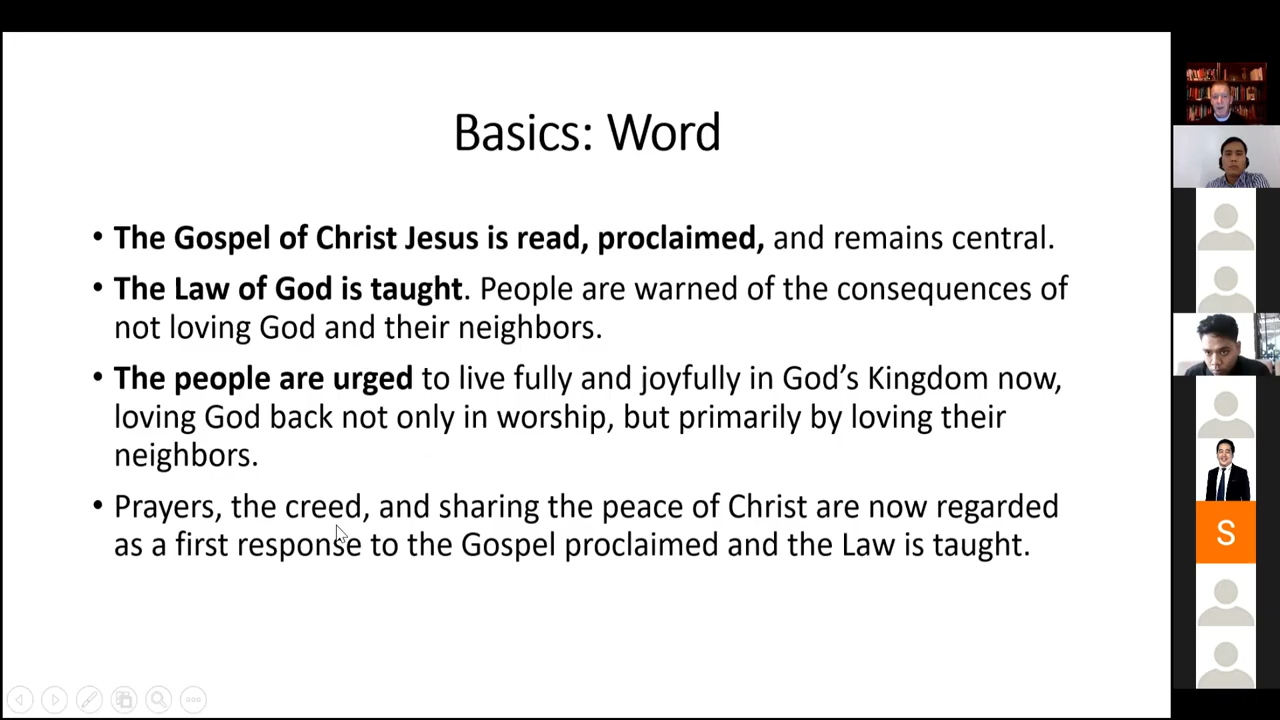 Basics: Word
• The Gospel of Christ Jesus is read, proclaimed, and remains central.
• The Law of God is taught. People are warned of the consequences of
not loving God and their neighbors.
• The people are urged to live fully and joyfully in God’s Kingdom now,
loving God back not only in worship, but primarily by loving their
neighbors.
• Prayers, the creed, and sharing the peace of Christ are now regarded
as a first response to the Gospel proclaimed and the Law is taught.
S